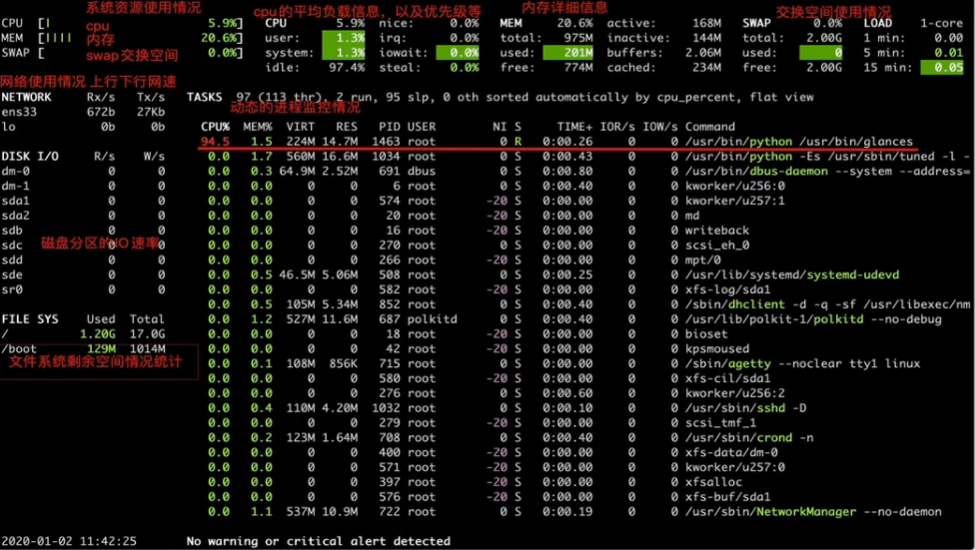 系统资源使用情况
cpu的平均负载信息，以及优先级等
内存详细信息
交换空间使用情况
CPU [| 5.9%] cpu CPU 5.9% nice: 0.0% MEM 20.6% active: 168M SWAP 0.0% LOAD 1-core
MEM [|||| 20.6%] 内存 user: 1.3% irq: 0.0% total: 975M inactive: 144M total: 2.00G 1 min: 0.00
SWAP [ 0.0%] swap交换空间 system: 1.3% iowait: 0.0% used: 201M buffers: 2.06M used: 0 5 min: 0.01
idle: 97.4% steal: 0.0% free: 774M cached: 234M free: 2.00G 15 min: 0.05
网络使用情况 上行下行网速
NETWORK Rx/s Tx/s TASKS 97 (113 thr), 2 run, 95 slp, 0 oth sorted automatically by cpu_percent, flat view
ens33 672b 27Kb 动态的进程监控情况
lo 0b 0b CPU% MEM% VIRT RES PID USER NI S TIME+ IOR/s IOW/s Command
94.5 1.5 224M 14.7M 1463 root 0 R 0:00.26 0 0 /usr/bin/python /usr/bin/glances
DISK I/O R/s W/s 0.0 1.7 560M 16.6M 1034 root 0 S 0:00.43 0 0 /usr/bin/python -Es /usr/sbin/tuned -l -
dm-0 0 0 0.0 0.3 64.9M 2.52M 691 dbus 0 S 0:00.80 0 0 /usr/bin/dbus-daemon --system --address=
dm-1 0 0 0.0 0.0 0 0 6 root 0 S 0:00.40 0 0 kworker/u256:0
sda1 0 0 0.0 0.0 0 0 574 root -20 S 0:00.00 0 0 kworker/u257:1
sda2 0 0 0.0 0.0 0 0 20 root -20 S 0:00.00 0 0 md
sdb 0 0 0.0 0.0 0 0 16 root -20 S 0:00.00 0 0 writeback
sdc 0 0 磁盘分区的IO速率 0.0 0.0 0 0 270 root 0 S 0:00.00 0 0 scsi_eh_0
sdd 0 0 0.0 0.0 0 0 266 root -20 S 0:00.00 0 0 mpt/0
sde 0 0 0.0 0.5 46.5M 5.06M 508 root 0 S 0:00.25 0 0 /usr/lib/systemd/systemd-udevd
sr0 0 0 0.0 0.0 0 0 582 root -20 S 0:00.00 0 0 xfs-log/sda1
0.0 0.5 105M 5.34M 852 root 0 S 0:00.40 0 0 /sbin/dhclient -d -q -sf /usr/libexec/nm
FILE SYS Used Total 0.0 1.2 527M 11.6M 687 polkitd 0 S 0:00.40 0 0 /usr/lib/polkit-1/polkitd --no-debug
/ 1.20G 17.0G 0.0 0.0 0 0 18 root -20 S 0:00.00 0 0 bioset
/boot 129M 1014M 0.0 0.0 0 0 42 root -20 S 0:00.00 0 0 kpsmoused
文件系统剩余空间情况统计 0.0 0.1 108M 856K 715 root 0 S 0:00.00 0 0 /sbin/agetty --noclear tty1 linux
0.0 0.0 0 0 580 root -20 S 0:00.00 0 0 xfs-cil/sda1
0.0 0.0 0 0 276 root 0 S 0:00.60 0 0 kworker/u256:2
0.0 0.4 110M 4.20M 1032 root 0 S 0:00.10 0 0 /usr/sbin/sshd -D
0.0 0.0 0 0 279 root -20 S 0:00.00 0 0 scsi_tmf_1
0.0 0.2 123M 1.64M 708 root 0 S 0:00.20 0 0 /usr/sbin/crond -n
0.0 0.0 0 0 400 root -20 S 0:00.00 0 0 xfs-data/dm-0
0.0 0.0 0 0 571 root -20 S 0:00.00 0 0 kworker/u257:0
0.0 0.0 0 0 397 root -20 S 0:00.00 0 0 xfsalloc
0.0 0.0 0 0 576 root -20 S 0:00.00 0 0 xfs-buf/sda1
0.0 1.1 537M 10.9M 722 root 0 S 0:00.19 0 0 /usr/sbin/NetworkManager --no-daemon
2020-01-02 11:42:25 No warning or critical alert detected